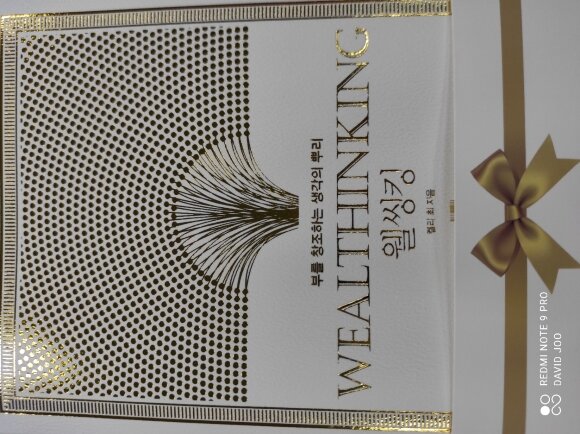 부를 창조하는 생각의 뿌리
WEALTHINKING
웰씽킹
켈리 최 지음
REDMI NOTE 9 PRO
DAVID JOO